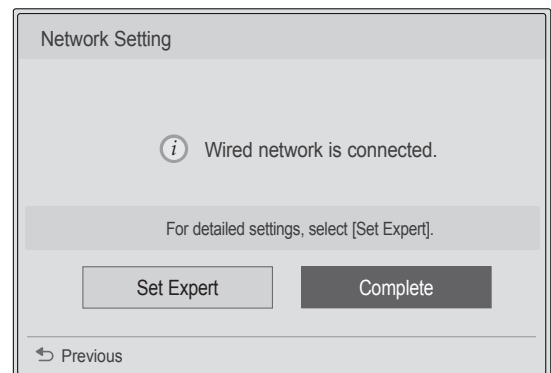 Network Setting
i Wired network is connected.
For detailed settings, select [Set Expert].
Set Expert Complete
Previous